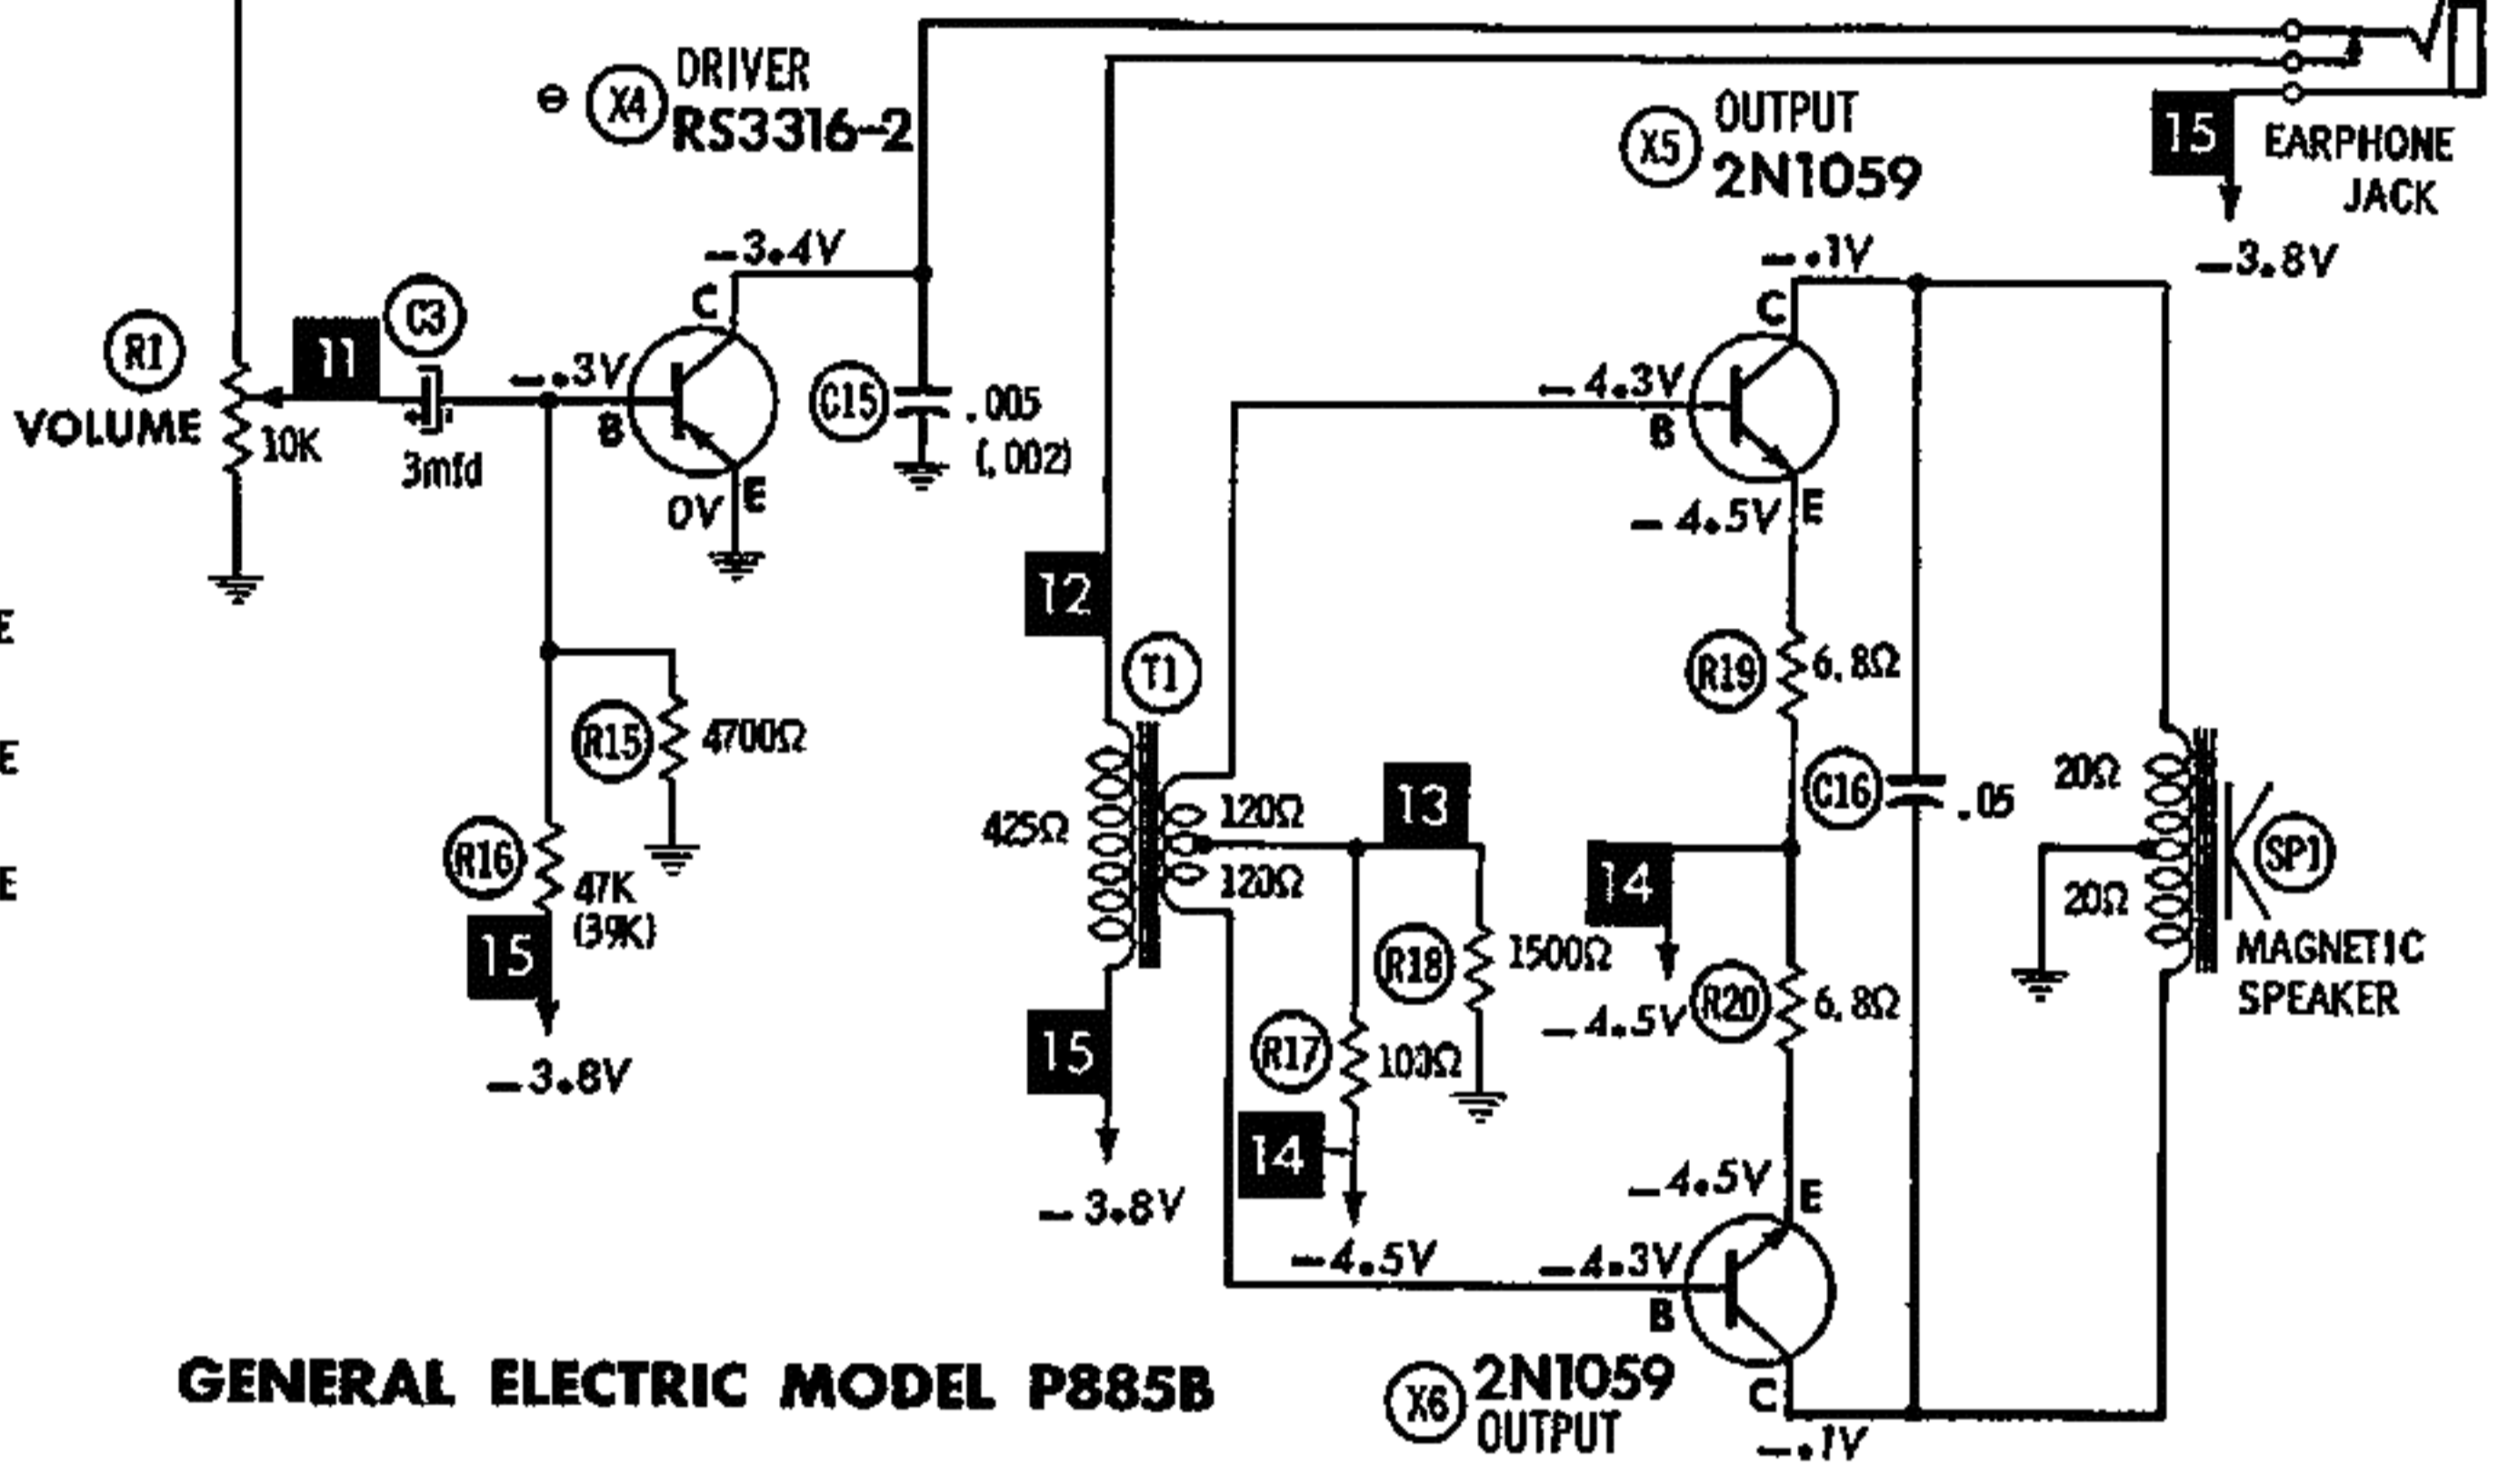 DRIVER
X4
RS3316-2
OUTPUT
X5
2N1059
15
EARPHONE
JACK
-3.8V
-3.4V
C
-.1V
C
R1
VOLUME
10K
11
C3
3mfd
-.3V
B
0V
E
C15
.005
(.002)
-4.3V
B
-4.5V
E
12
T1
R19
6.8Ω
R15
4700Ω
R16
47K
(39K)
15
-3.8V
425Ω
120Ω
120Ω
13
C16
.05
20Ω
20Ω
SP1
MAGNETIC
SPEAKER
14
-4.5V
R18
1500Ω
R20
6.8Ω
R17
100Ω
15
-3.8V
14
-4.5V
-4.5V
E
-4.3V
B
C
-.1V
X6
2N1059
OUTPUT
GENERAL ELECTRIC MODEL P885B
E
E
E